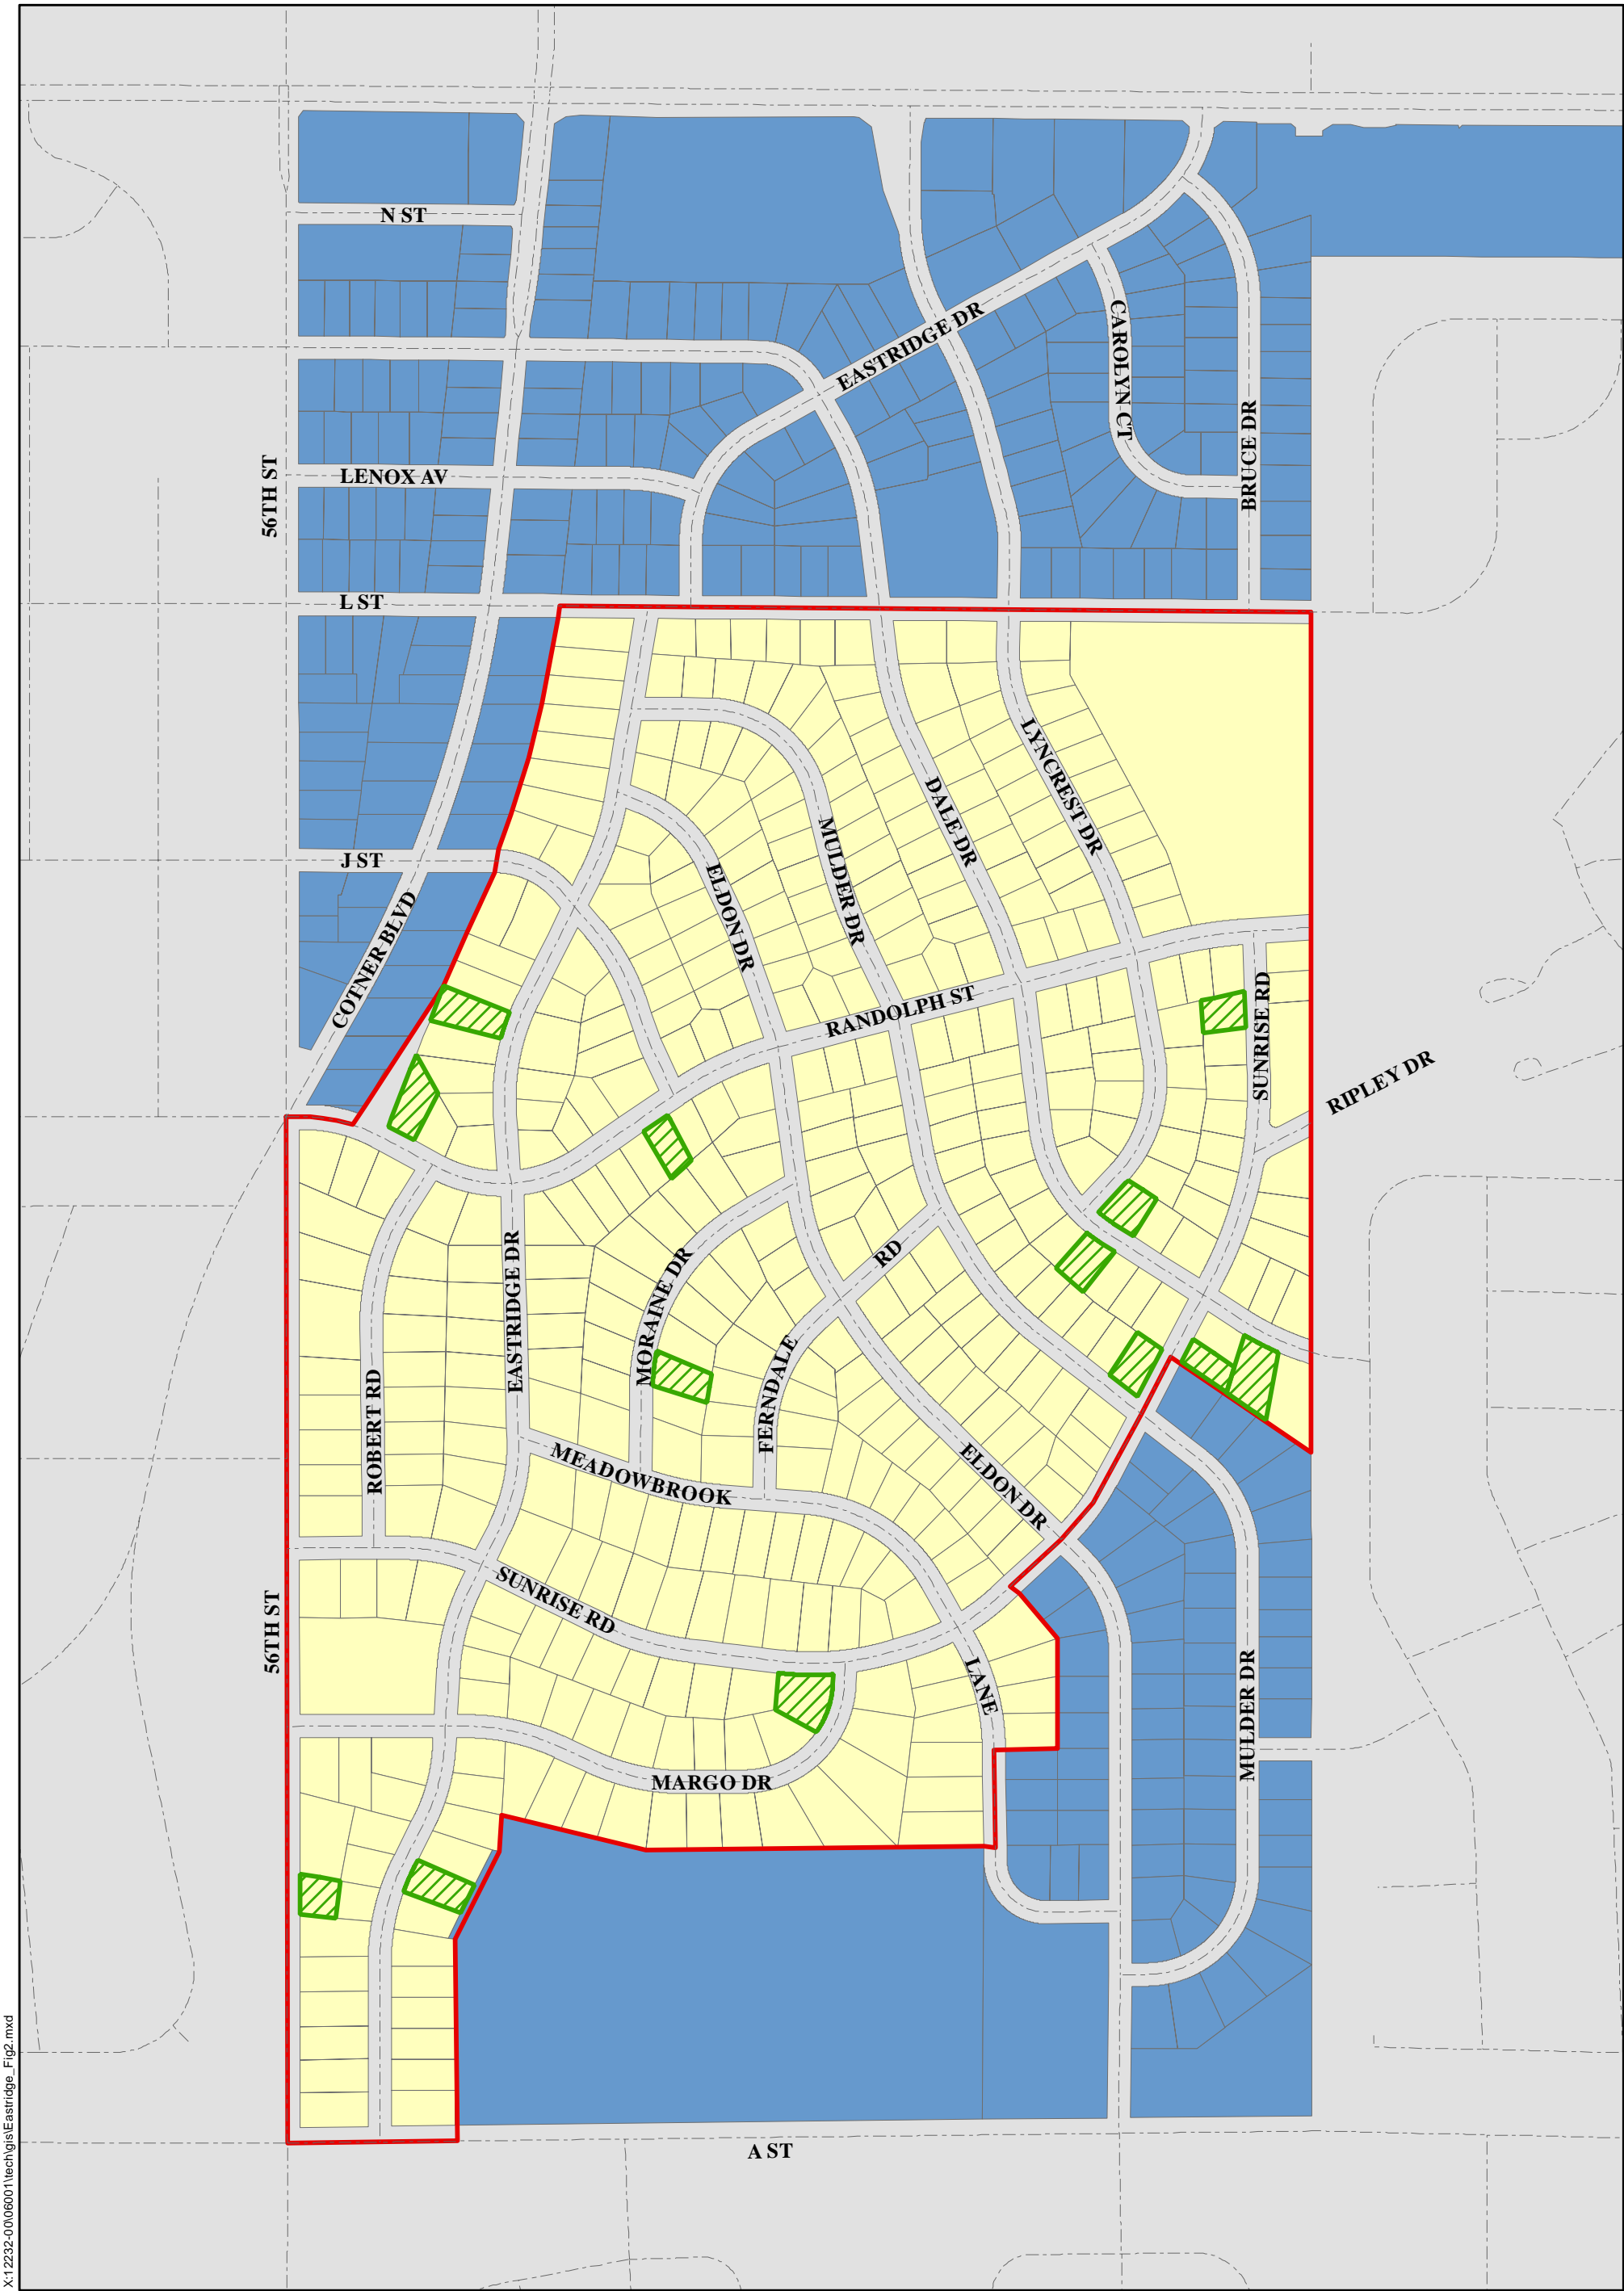 N ST
EASTRIDGE DR
CAROLYN CT
BRUCE DR
56TH ST
LENOX AV
L ST
LYNCREST DR
DALE DR
MULDER DR
J ST
ELDON DR
COTNER BLVD
RANDOLPH ST
SUNRISE RD
RIPLEY DR
EASTRIDGE DR
MORAINE DR
RD
FERNDALE
ROBERT RD
MEADOWBROOK
ELDON DR
SUNRISE RD
56TH ST
LANE
MULDER DR
MARGO DR
A ST
X:12232-00\06001\tech\gis\Eastridge_Fig2.mxd